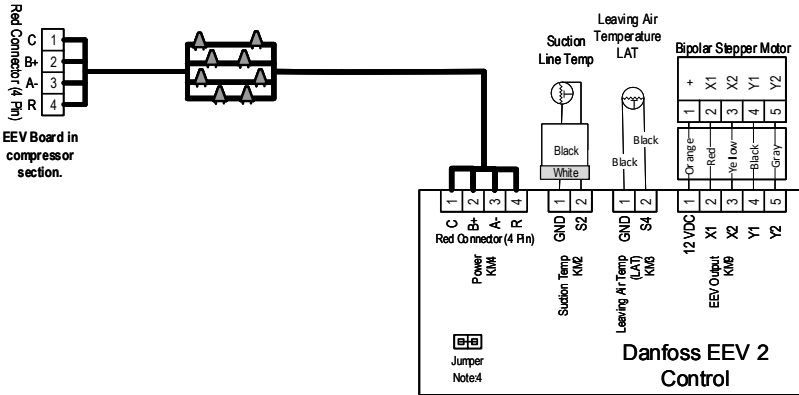 Red Connector (4 Pin)
C 1
B+ 2
A- 3
R 4
EEV Board in
compressor
section.
Suction
Line Temp
Leaving Air
Temperature
LAT
Bipolar Stepper Motor
+ X1 X2 Y1 Y2
1 2 3 4 5
Black
White
Black
Black
Orange
Red
Yellow
Black
Gray
1 2 3 4
C B+ A- R
Red Connector (4 Pin)
Power
KM4
1 2
GND S2
Suction Temp
KM2
1 2
GND S4
Leaving Air Temp
(LAT)
KM3
1 2 3 4 5
12 VDC X1 X2 Y1 Y2
EEV Output
KM9
Jumper
Note:4
Danfoss EEV 2
Control